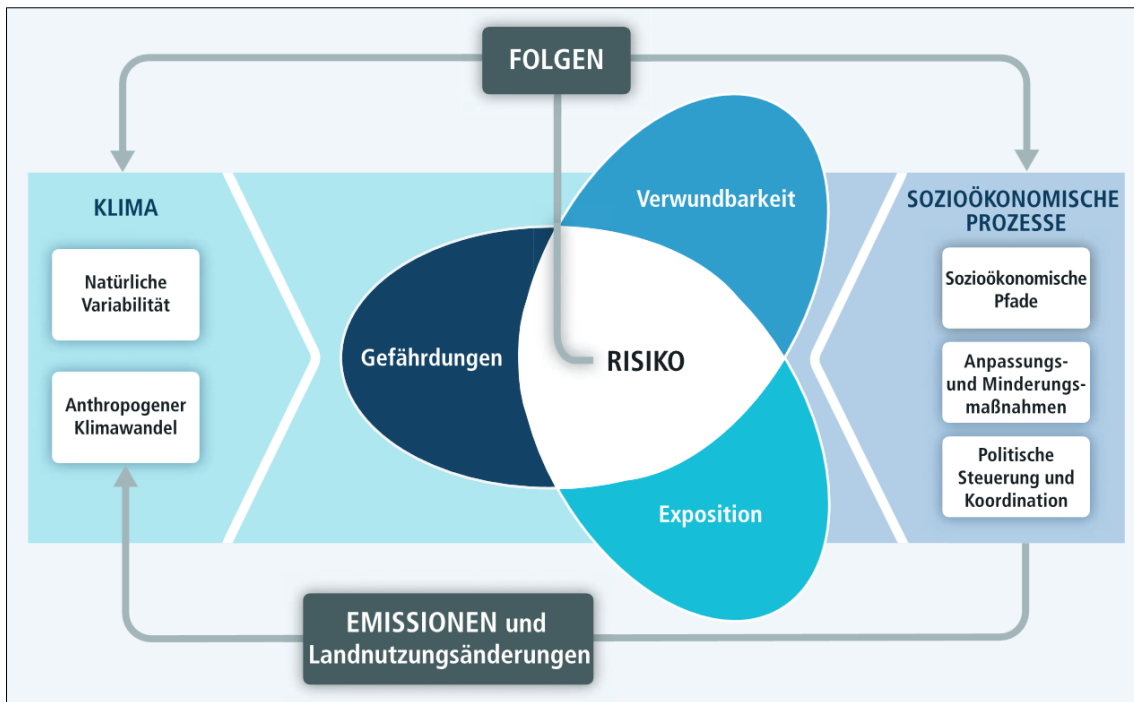 FOLGEN
KLIMA
Natürliche
Variabilität
Anthropogener
Klimawandel
Verwundbarkeit
Gefährdungen
RISIKO
Exposition
SOZIOÖKONOMISCHE
PROZESSE
Sozioökonomische
Pfade
Anpassungs-
und Minderungs-
maßnahmen
Politische
Steuerung und
Koordination
EMISSIONEN und
Landnutzungsänderungen